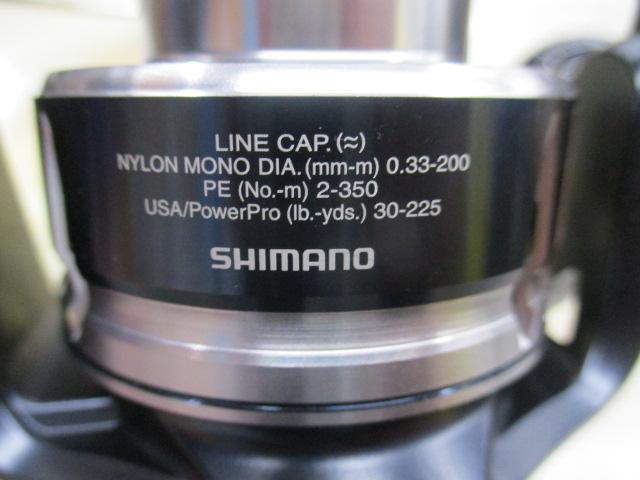 LINE CAP. (≈)
NYLON MONO DIA. (mm-m) 0.33-200
PE (No.-m) 2-350
USA/PowerPro (lb.-yds.) 30-225
SHIMANO